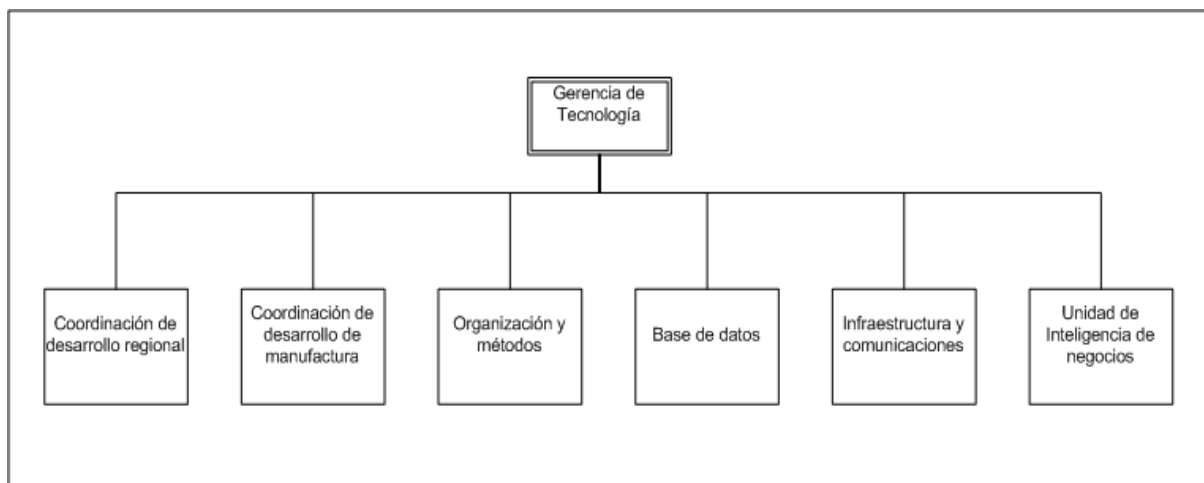 Gerencia de
Tecnología
Coordinación de
desarrollo regional
Coordinación de
desarrollo de
manufactura
Organización y
métodos
Base de datos
Infraestructura y
comunicaciones
Unidad de
Inteligencia de
negocios